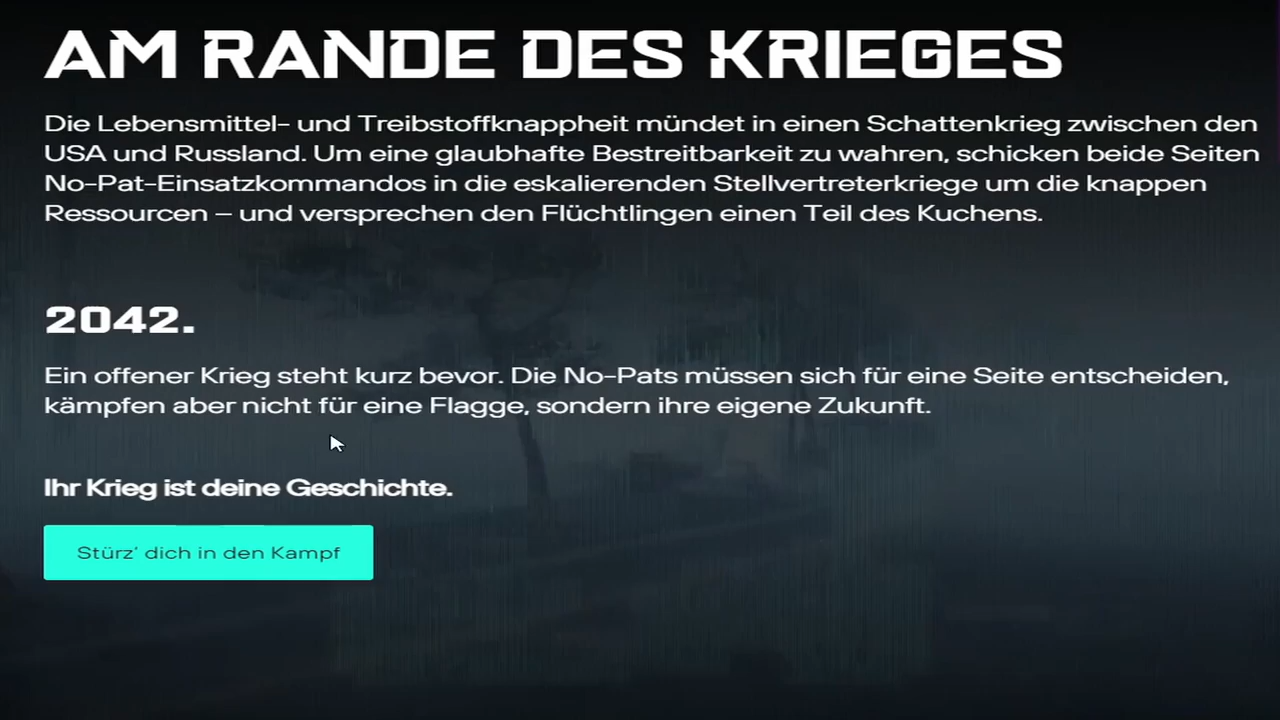 AM RANDE DES KRIEGES
Die Lebensmittel- und Treibstoffknappheit mündet in einen Schattenkrieg zwischen den
USA und Russland. Um eine glaubhafte Bestreitbarkeit zu wahren, schicken beide Seiten
No-Pat-Einsatzkommandos in die eskalierenden Stellvertreterkriege um die knappen
Ressourcen – und versprechen den Flüchtlingen einen Teil des Kuchens.
2042.
Ein offener Krieg steht kurz bevor. Die No-Pats müssen sich für eine Seite entscheiden,
kämpfen aber nicht für eine Flagge, sondern ihre eigene Zukunft.
Ihr Krieg ist deine Geschichte.
Stürz' dich in den Kampf